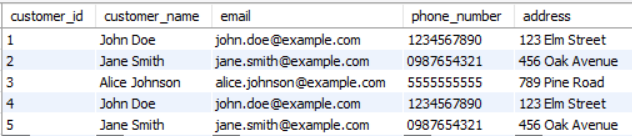 customer_id customer_name email phone_number address
1 John Doe john.doe@example.com 1234567890 123 Elm Street
2 Jane Smith jane.smith@example.com 0987654321 456 Oak Avenue
3 Alice Johnson alice.johnson@example.com 5555555555 789 Pine Road
4 John Doe john.doe@example.com 1234567890 123 Elm Street
5 Jane Smith jane.smith@example.com 0987654321 456 Oak Avenue